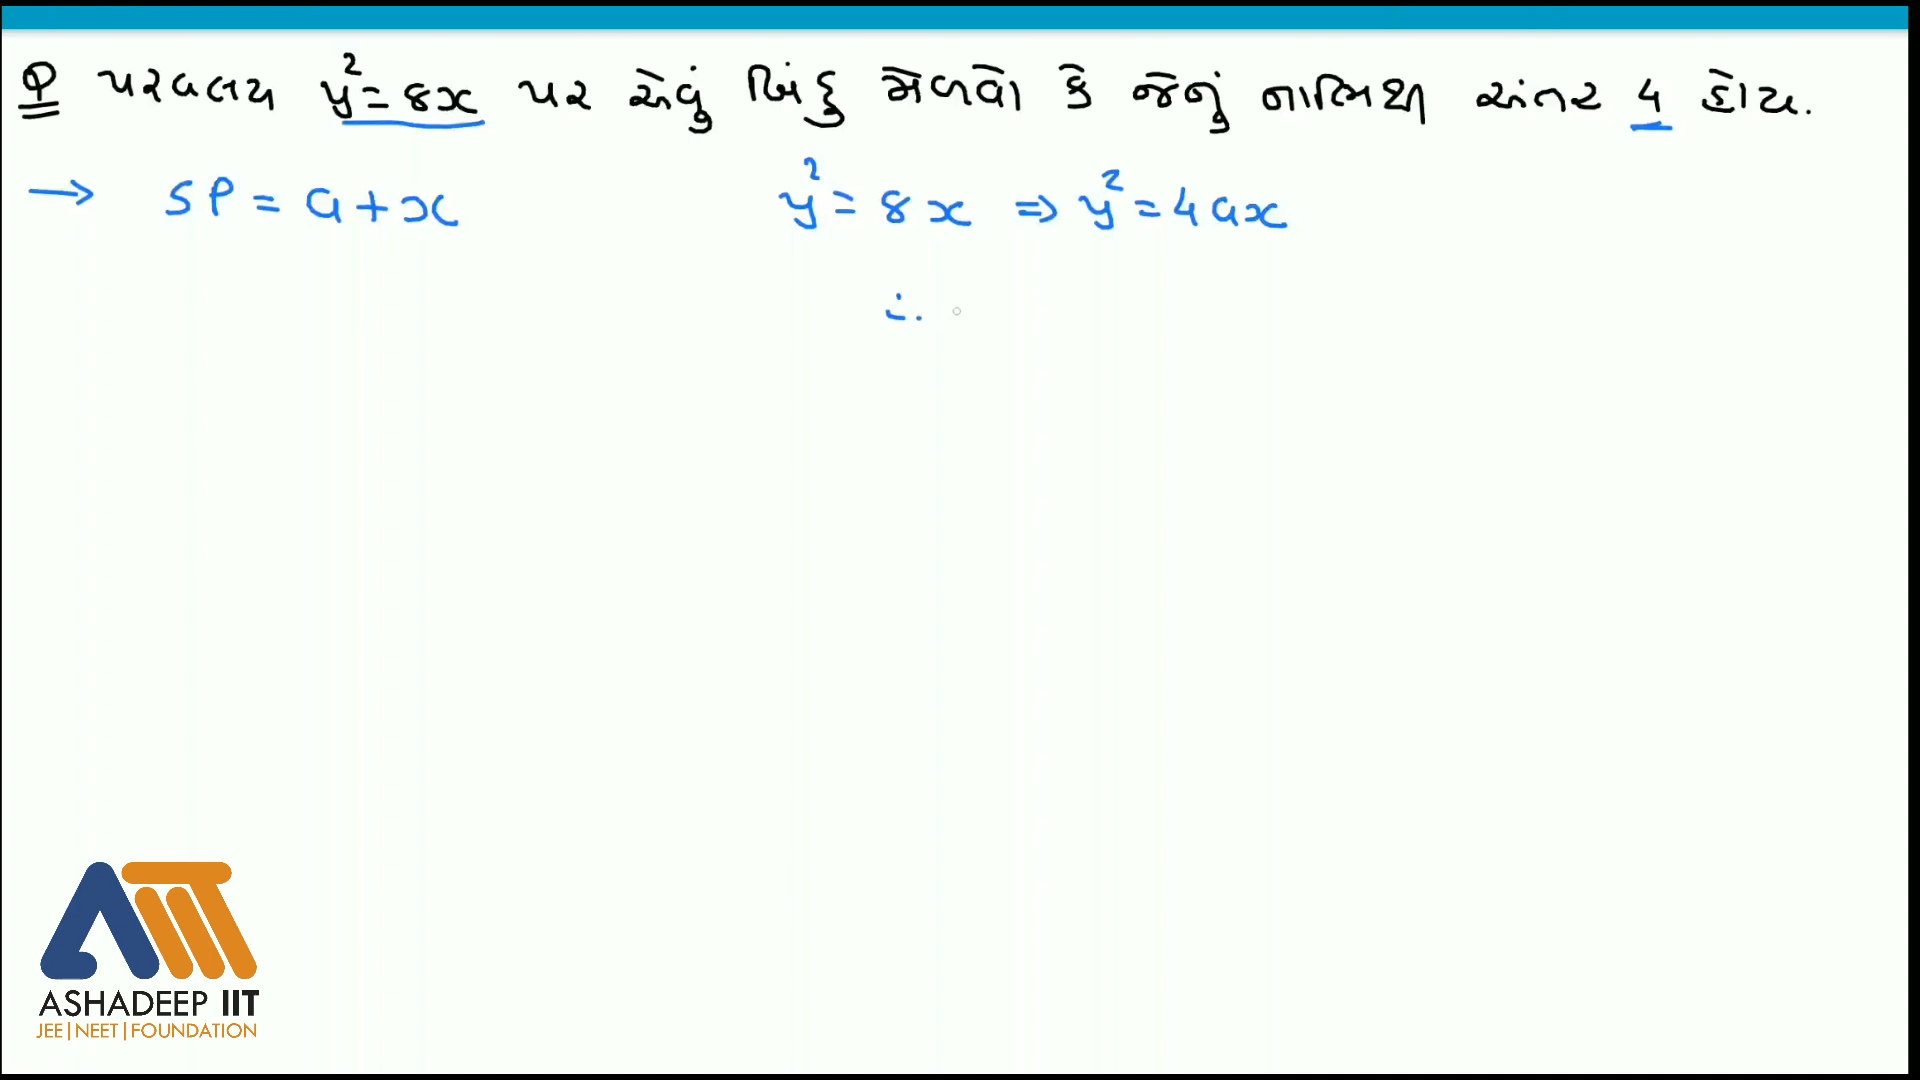 Q પરવલય y² = 8x પર એવું બિંદુ મેળવો કે જેનું નાભિથી અંતર 4 હોય.
→ SP = a + x y² = 8x ⇒ y² = 4ax
∴
ASHADEEP IIT
JEE|NEET|FOUNDATION